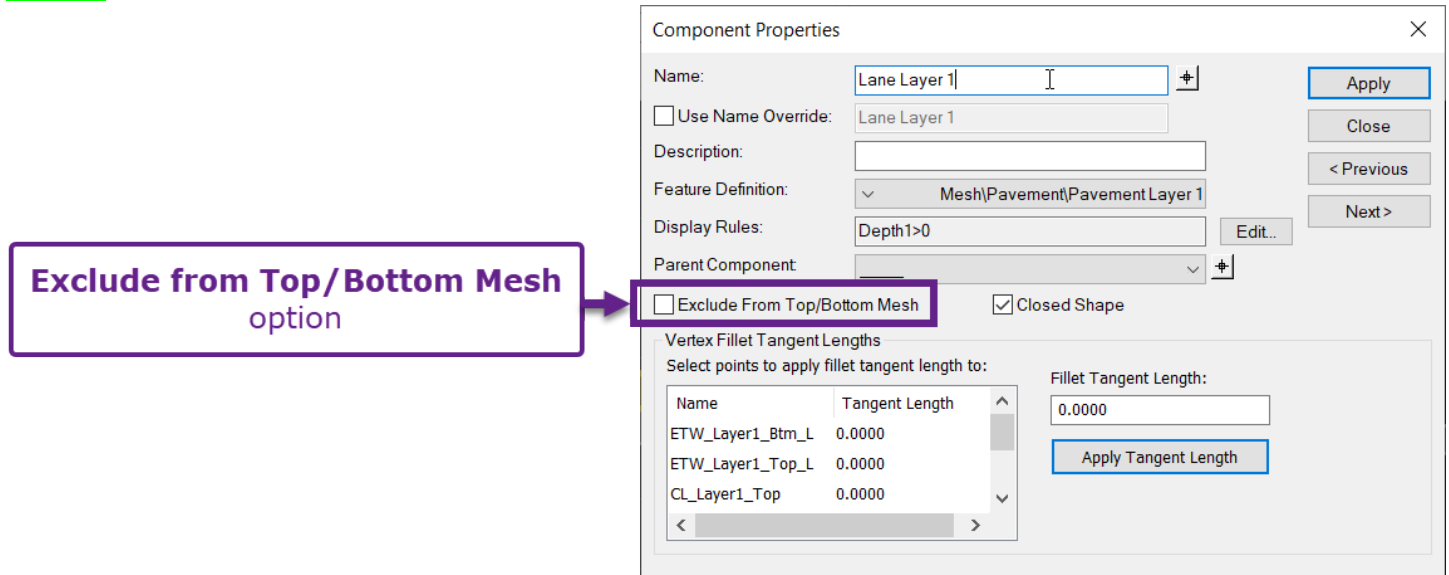 Component Properties
Name:
Lane Layer 1
Apply
Use Name Override:
Lane Layer 1
Close
Description:
< Previous
Feature Definition:
Mesh\Pavement\Pavement Layer 1
Next >
Display Rules:
Depth1>0
Edit...
Parent Component:
Exclude from Top/Bottom Mesh
option
Exclude From Top/Bottom Mesh
Closed Shape
Vertex Fillet Tangent Lengths
Select points to apply fillet tangent length to:
Fillet Tangent Length:
Name Tangent Length
0.0000
ETW_Layer1_Btm_L 0.0000
ETW_Layer1_Top_L 0.0000
Apply Tangent Length
CL_Layer1_Top 0.0000